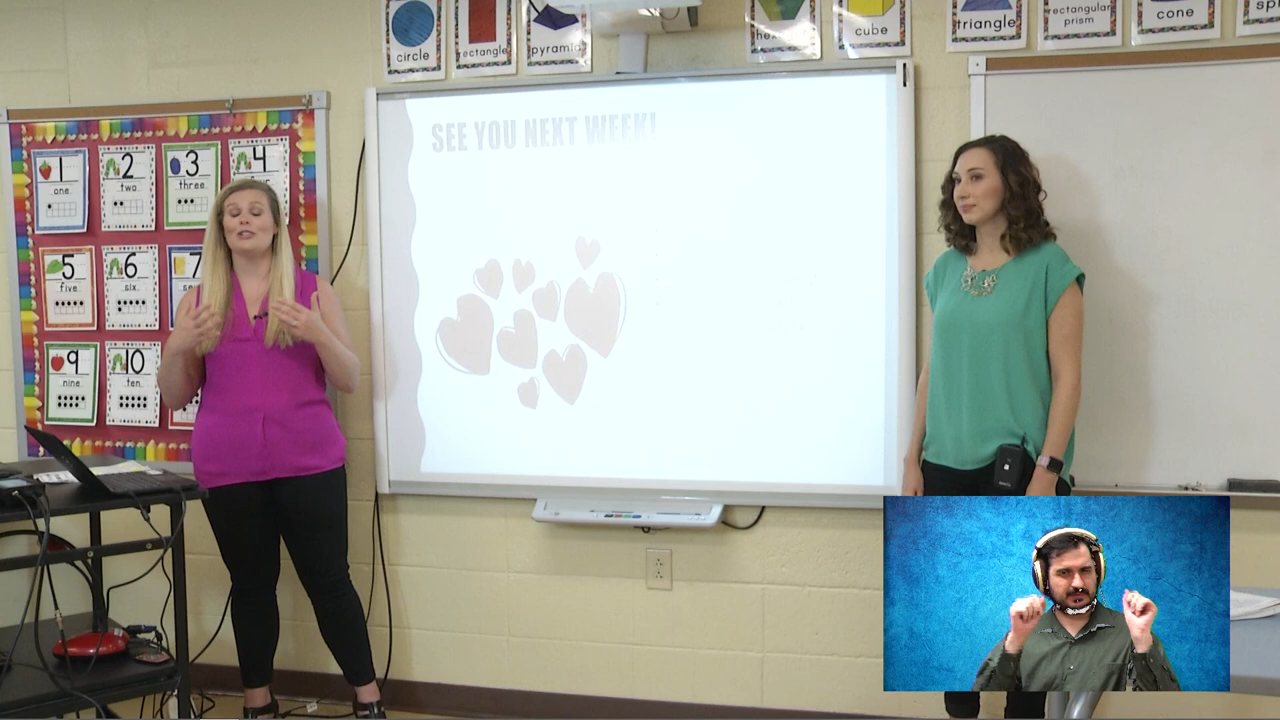 circle
rectangle
pyramid
cube
triangle
rectangular
prism
cone
SEE YOU NEXT WEEK!
1
one
2
two
3
three
4
5
five
6
six
7
9
nine
10
ten